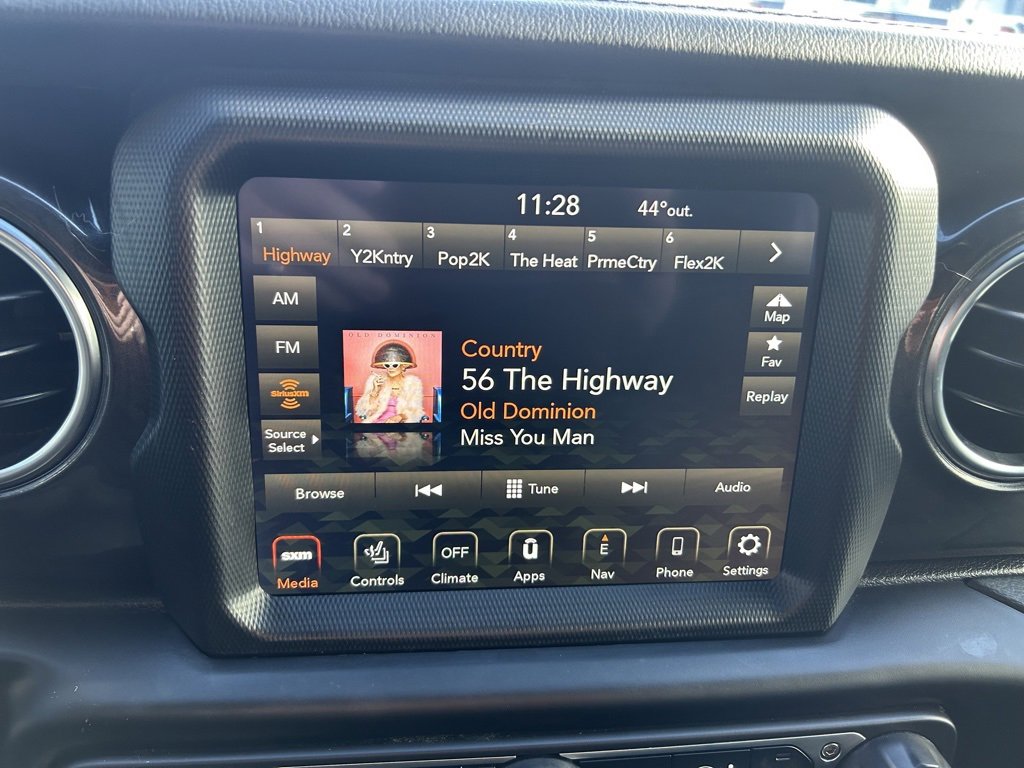 11:28 44°out.
1 Highway
2 Y2Kntry
3 Pop2K
4 The Heat
5 PrmeCtry
6 Flex2K
AM
FM
SiriusXM
Source
Select
OLD DOMINION
Country
56 The Highway
Old Dominion
Miss You Man
Map
Fav
Replay
Browse
Tune
Audio
sxm
Media
Controls
OFF
Climate
ū
Apps
E
Nav
Phone
Settings